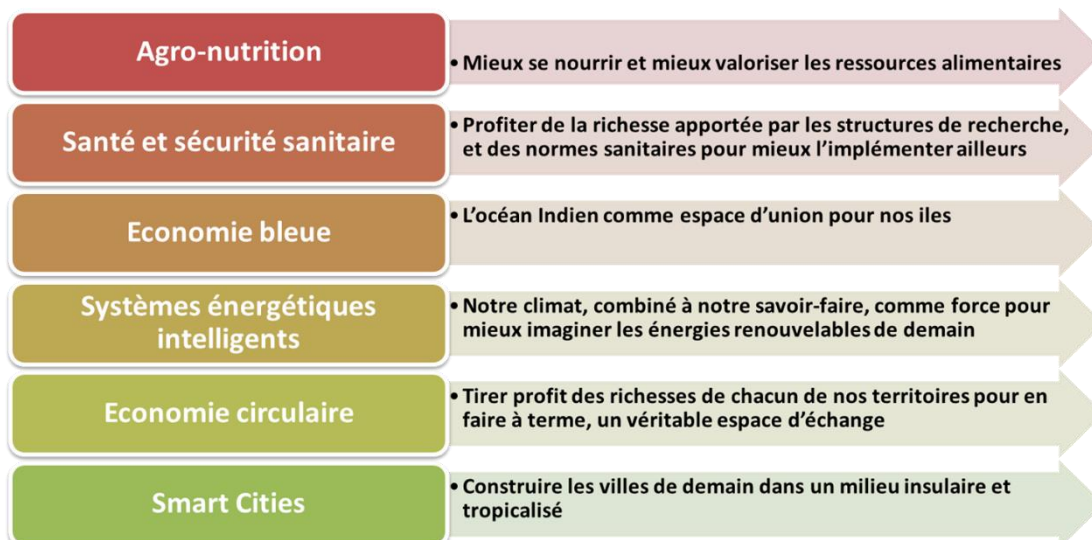 Agro-nutrition
• Mieux se nourrir et mieux valoriser les ressources alimentaires
Santé et sécurité sanitaire
• Profiter de la richesse apportée par les structures de recherche,
et des normes sanitaires pour mieux l’implémenter ailleurs
Economie bleue
• L’océan Indien comme espace d’union pour nos iles
Systèmes énergétiques
intelligents
• Notre climat, combiné à notre savoir-faire, comme force pour
mieux imaginer les énergies renouvelables de demain
Economie circulaire
• Tirer profit des richesses de chacun de nos territoires pour en
faire à terme, un véritable espace d’échange
Smart Cities
• Construire les villes de demain dans un milieu insulaire et
tropicalisé